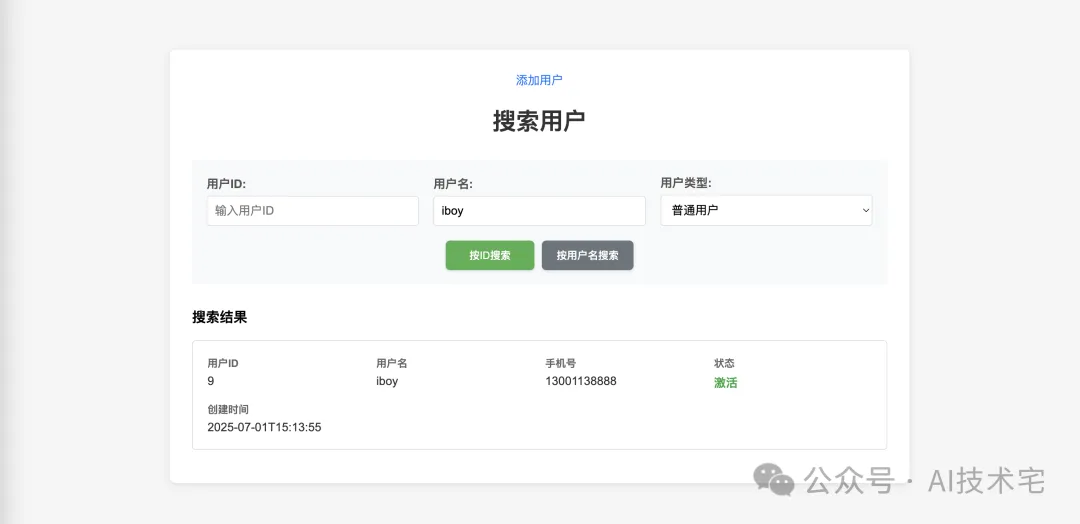 添加用户
搜索用户
用户ID: 用户名: 用户类型:
输入用户ID iboy 普通用户
按ID搜索 按用户名搜索
搜索结果
用户ID 用户名 手机号 状态
9 iboy 13001138888 激活
创建时间
2025-07-01T15:13:55
公众号 · AI技术宅